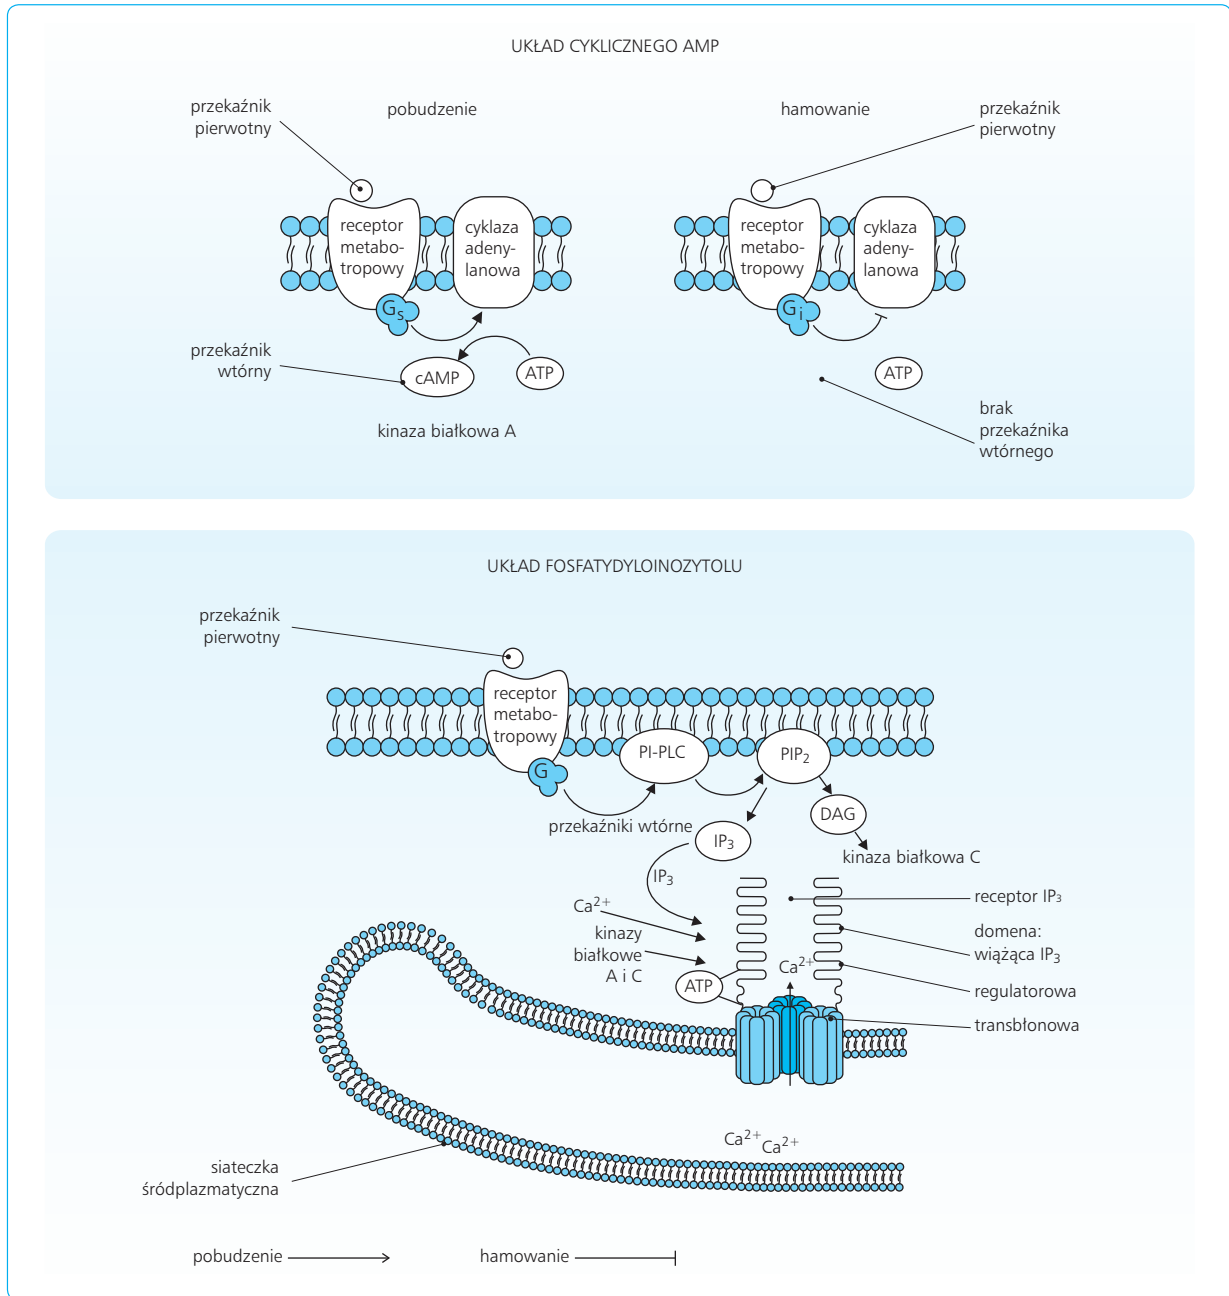 UKŁAD CYKLICZNEGO AMP
przekaźnik
pierwotny
pobudzenie
hamowanie
przekaźnik
pierwotny
receptor
metabo-
tropowy
cyklaza
adeny-
lanowa
Gs
przekaźnik
wtórny
cAMP
ATP
kinaza białkowa A
receptor
metabo-
tropowy
cyklaza
adeny-
lanowa
Gi
ATP
brak
przekaźnika
wtórnego
UKŁAD FOSFATYDYLOINOZYTOLU
przekaźnik
pierwotny
receptor
metabo-
tropowy
G
PI-PLC
PIP2
DAG
przekaźniki wtórne
IP3
kinaza białkowa C
IP3
Ca2+
kinazy
białkowe
A i C
ATP
Ca2+
receptor IP3
domena:
wiążąca IP3
regulatorowa
transbłonowa
Ca2+
Ca2+
siateczka
śródplazmatyczna
pobudzenie
hamowanie